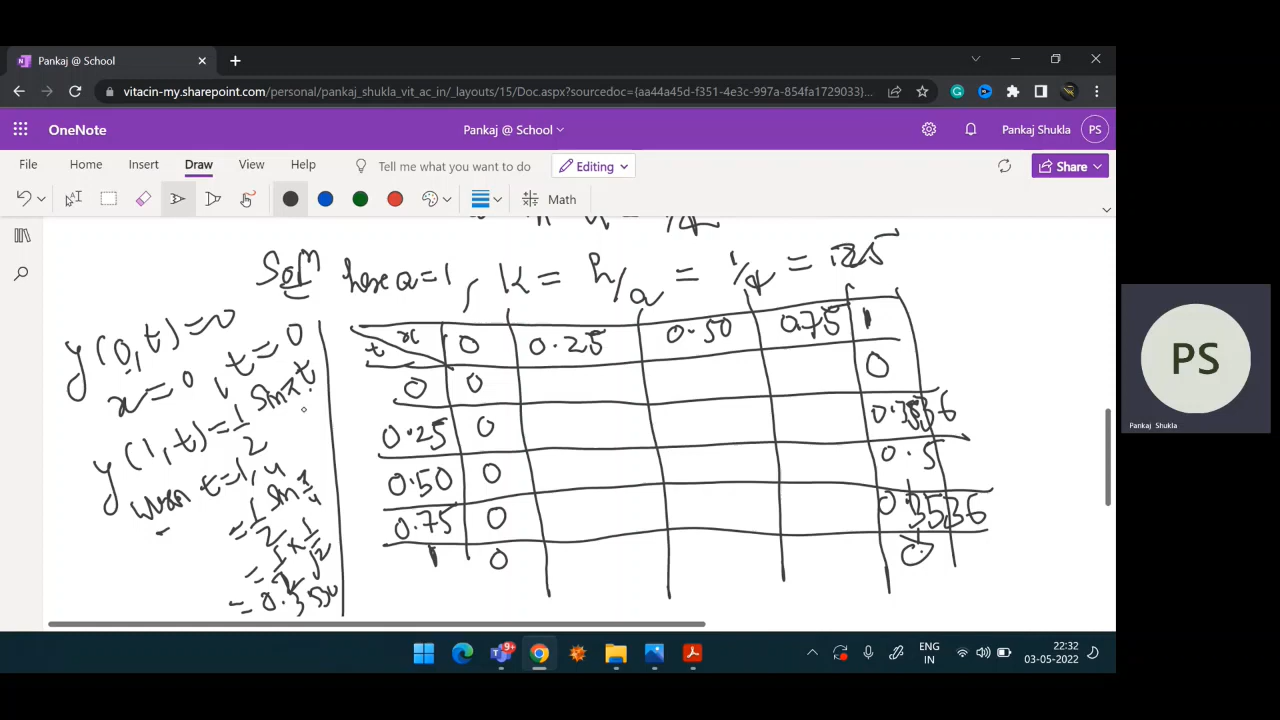 Pankaj @ School
vitacin-my.sharepoint.com/personal/pankaj_shukla_vit_ac_in/_layouts/15/Doc.aspx?sourcedoc={aa44a45d-f351-4e3c-997a-854fa1729033}...
OneNote
Pankaj @ School
Pankaj Shukla
PS
File Home Insert Draw View Help
Tell me what you want to do
Editing
Share
Math
Soln here a=1, K = h/a = 1/4 = .25
y(0,t)=0
x=0, t=0
y(1,t)=1/2 sin πt
when t=1/4
= 1/2 sin π/4
= 1/2 × 1/√2
= 0.3536
t x 0 0.25 0.50 0.75 1
0 0 0
0.25 0 0.3536
0.50 0 0.5
0.75 0 0.3536
1 0 0
PS
Pankaj Shukla
9+
ENG
IN
22:32
03-05-2022